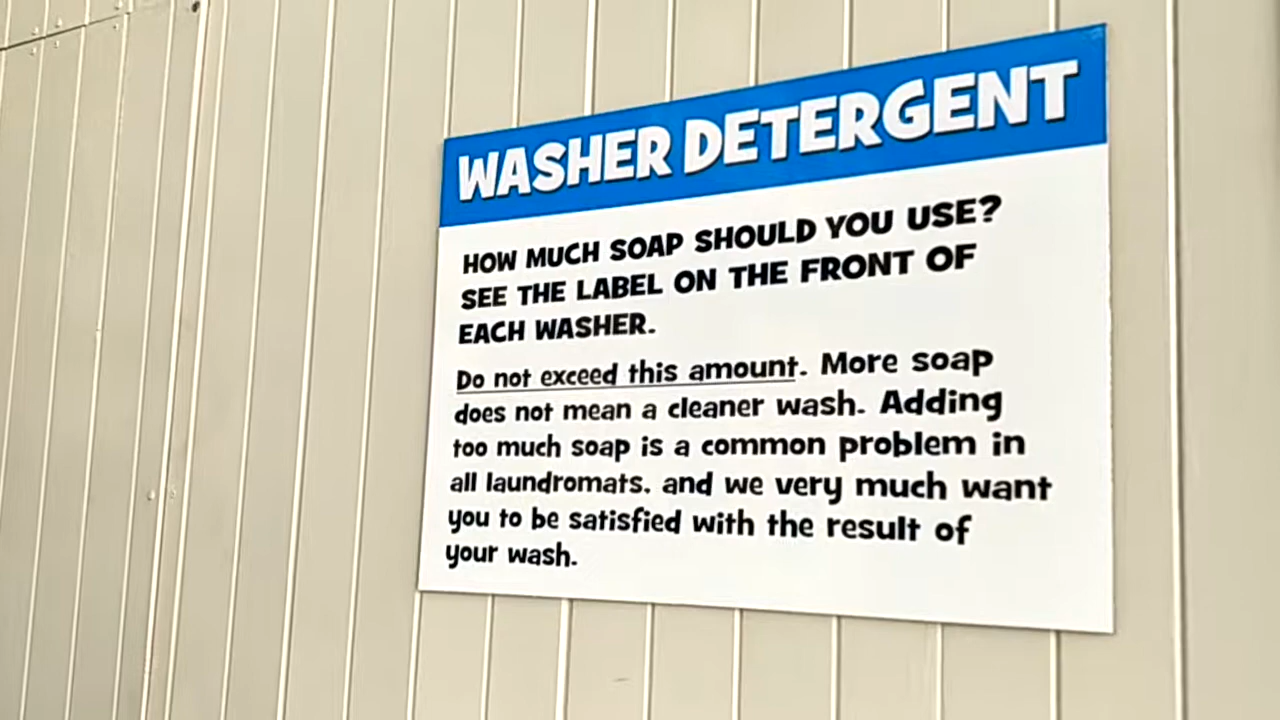 WASHER DETERGENT
HOW MUCH SOAP SHOULD YOU USE?
SEE THE LABEL ON THE FRONT OF
EACH WASHER.
Do not exceed this amount. More soap
does not mean a cleaner wash. Adding
too much soap is a common problem in
all laundromats. and we very much want
you to be satisfied with the result of
your wash.